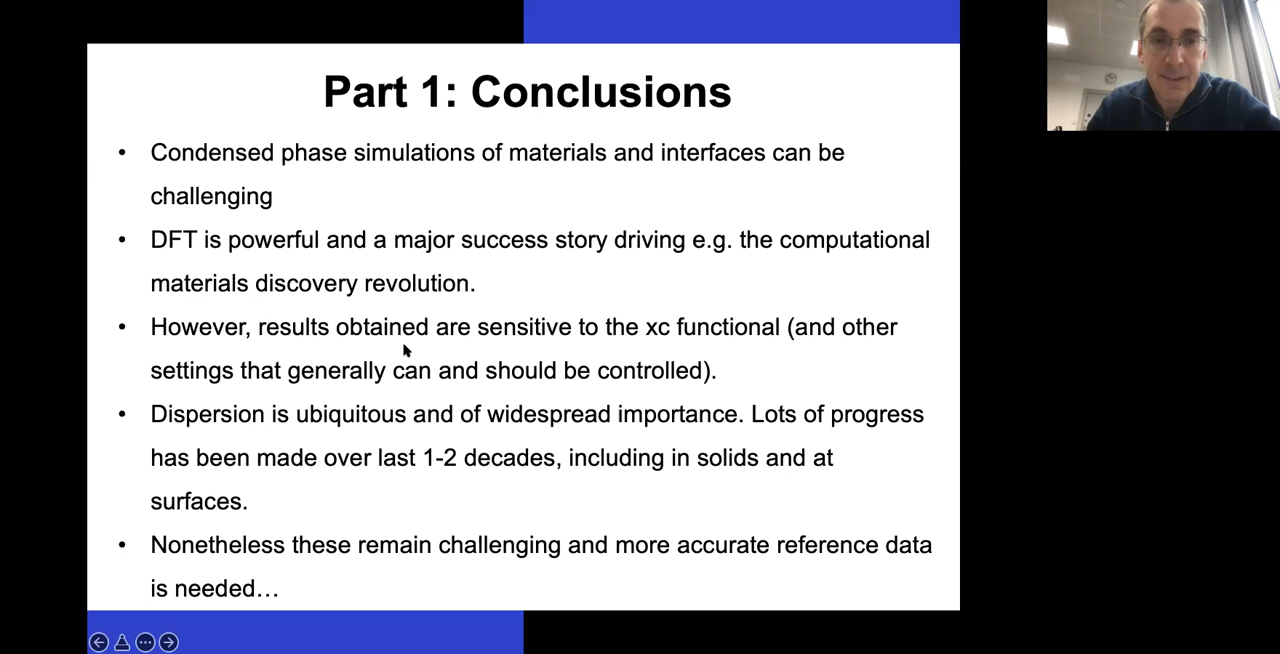 Part 1: Conclusions
• Condensed phase simulations of materials and interfaces can be
challenging
• DFT is powerful and a major success story driving e.g. the computational
materials discovery revolution.
• However, results obtained are sensitive to the xc functional (and other
settings that generally can and should be controlled).
• Dispersion is ubiquitous and of widespread importance. Lots of progress
has been made over last 1-2 decades, including in solids and at
surfaces.
• Nonetheless these remain challenging and more accurate reference data
is needed…